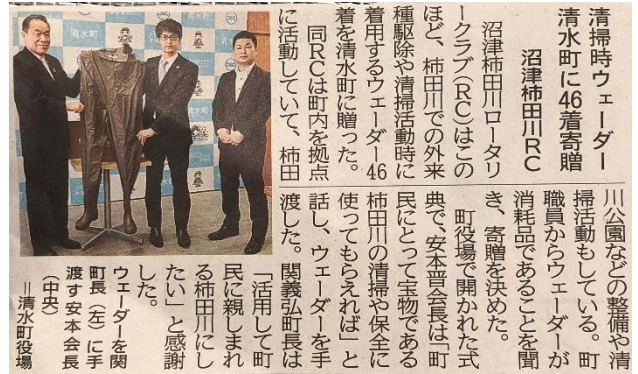 清掃時ウェーダー
清水町に46着寄贈
沼津柿田川RC
沼津柿田川ロータリ
ークラブ(RC)はこの
ほど、柿田川での外来
種駆除や清掃活動時に
着用するウェーダー46
着を清水町に贈った。
同RCは町内を拠点
に活動していて、柿田
川公園などの整備や清
掃活動もしている。町
職員からウェーダーが
消耗品であることを聞
き、寄贈を決めた。
町役場で開かれた式
典で、安本晋会長は「町
民にとって宝物である
柿田川の清掃や保全に
使ってもらえれば」と
話し、ウェーダーを手
渡した。関義弘町長は
「活用して町
民に親しまれ
る柿田川にし
たい」と感謝
した。
ウェーダーを関
町長(左)に手
渡す安本会長
(中央)
=清水町役場
清水町